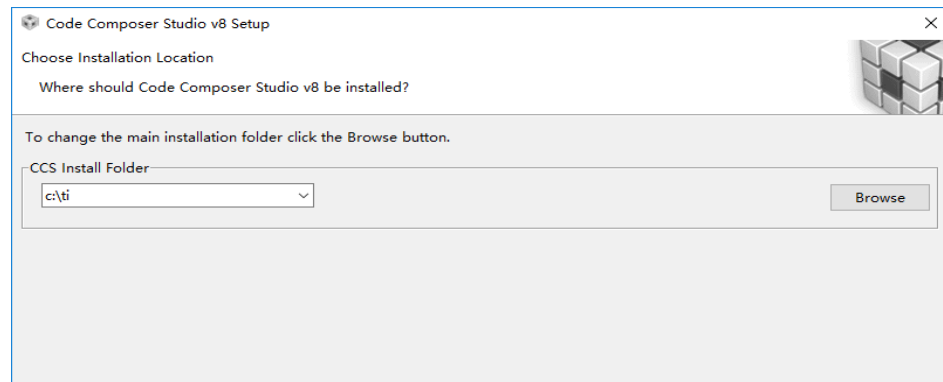 Code Composer Studio v8 Setup
Choose Installation Location
Where should Code Composer Studio v8 be installed?
To change the main installation folder click the Browse button.
CCS Install Folder
c:\ti
Browse